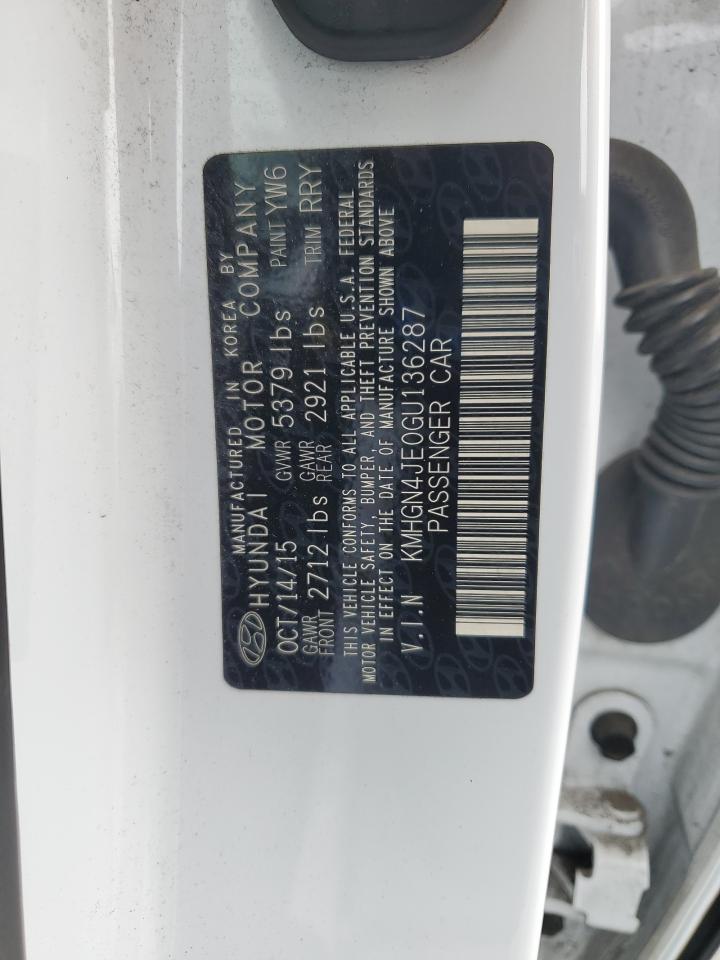 MANUFACTURED IN KOREA BY
HYUNDAI MOTOR COMPANY
OCT/14/15 GVWR 5379 lbs PAINT YW6
GAWR FRONT 2712 lbs GAWR REAR 2921 lbs TRIM RRY
THIS VEHICLE CONFORMS TO ALL APPLICABLE U.S.A. FEDERAL
MOTOR VEHICLE SAFETY, BUMPER, AND THEFT PREVENTION STANDARDS
IN EFFECT ON THE DATE OF MANUFACTURE SHOWN ABOVE
V.I.N KMHGN4JE0GU136287
PASSENGER CAR